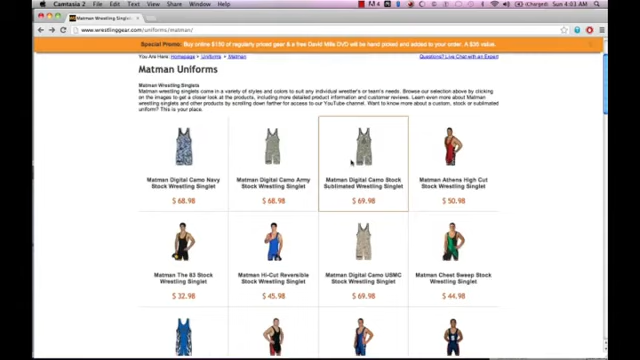 Camtasia 2 File Edit View Share Window Help
(Charged) Sun 4:03 AM
Matman Wrestling Singlet
www.wrestlinggear.com/uniforms/matman/
Special Promo: Buy online $150 of regularly priced gear & a free David Mills DVD will be hand picked and added to your order. A $35 value.
You Are Here: Homepage :: Uniforms :: Matman
Questions? Live Chat with an Expert!
Matman Uniforms
Matman Wrestling Singlets
Matman wrestling singlets come in a variety of styles and colors to suit any wrestler's or team's needs. Browse our selection above by clicking
on the images to get a closer look at the products, including more detailed product information and customer reviews. Learn even more about Matman
wrestling singlets and other products by scrolling down farther for access to our YouTube channel. Want to know more about a custom, stock or sublimated
uniform? This is your place.
Matman Digital Camo Navy
Stock Wrestling Singlet
$ 68.98
Matman Digital Camo Army
Stock Wrestling Singlet
$ 68.98
Matman Digital Camo Stock
Sublimated Wrestling Singlet
$ 69.98
Matman Athens High Cut
Stock Wrestling Singlet
$ 50.98
Matman The 83 Stock
Wrestling Singlet
$ 32.98
Matman Hi-Cut Reversible
Stock Wrestling Singlet
$ 45.98
Matman Digital Camo USMC
Stock Wrestling Singlet
$ 69.98
Matman Chest Sweep Stock
Wrestling Singlet
$ 44.98